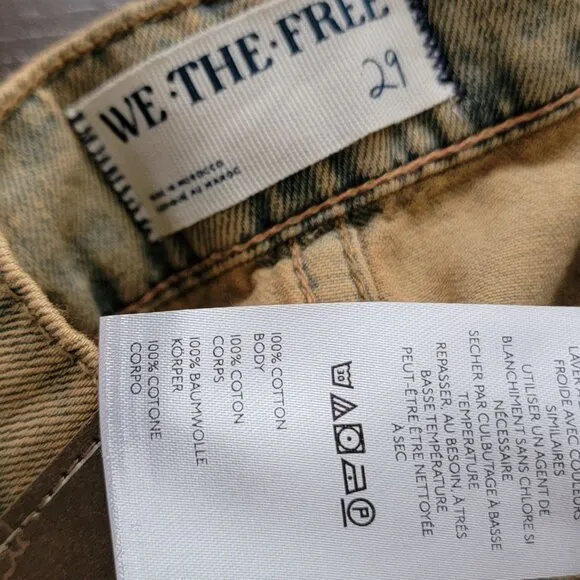 WE·THE·FREE
29
MADE IN MOROCCO
FABRIQUÉ AU MAROC
BODY
100% COTTON
CORPS
100% COTON
KÖRPER
100% BAUMWOLLE
CORPO
100% COTONE
30
P
FROIDE AVEC COULEURS
SIMILAIRES
UTILISER UN AGENT DE
BLANCHIMENT SANS CHLORE SI
NÉCESSAIRE
SÉCHER PAR CULBUTAGE À BASSE
TEMPÉRATURE
REPASSER, AU BESOIN, À TRÈS
BASSE TEMPÉRATURE
PEUT-ÊTRE ÊTRE NETTOYÉE
À SEC